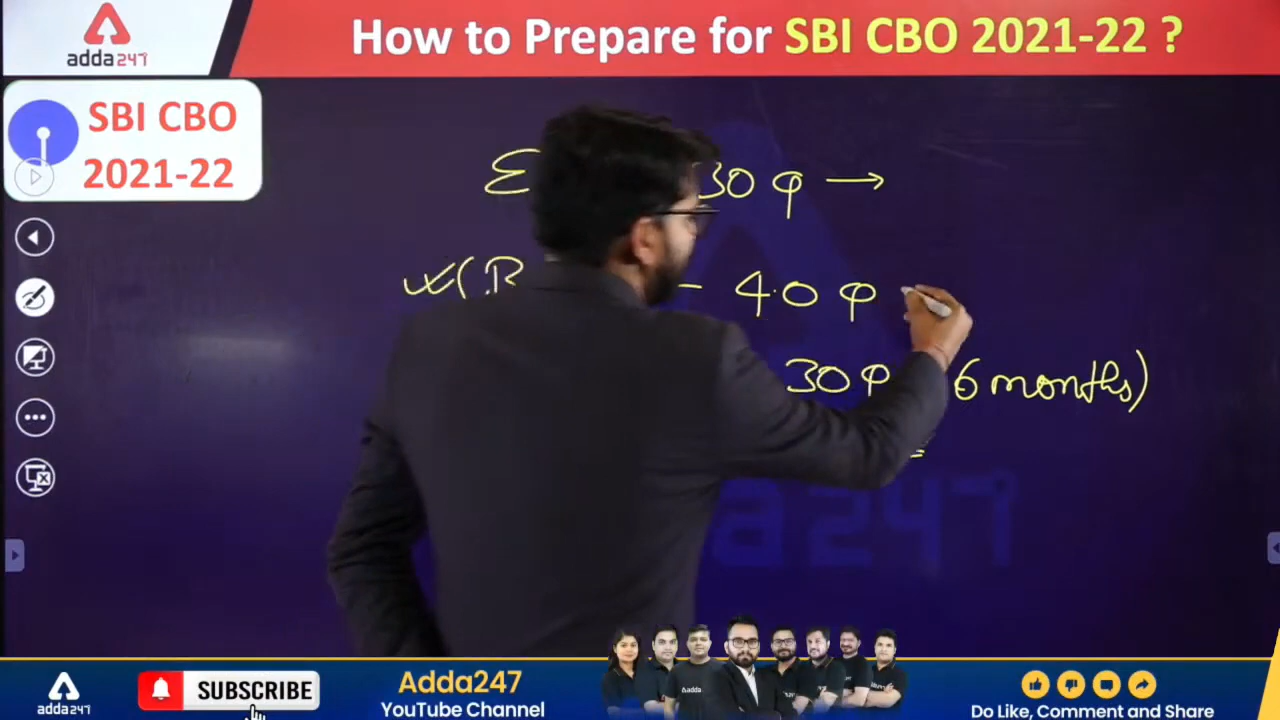 adda247
How to Prepare for SBI CBO 2021-22 ?
SBI CBO
2021-22
30 Q →
- 40 Q
30 Q
6 months)
adda247
SUBSCRIBE
Adda247
YouTube Channel
Do Like, Comment and Share